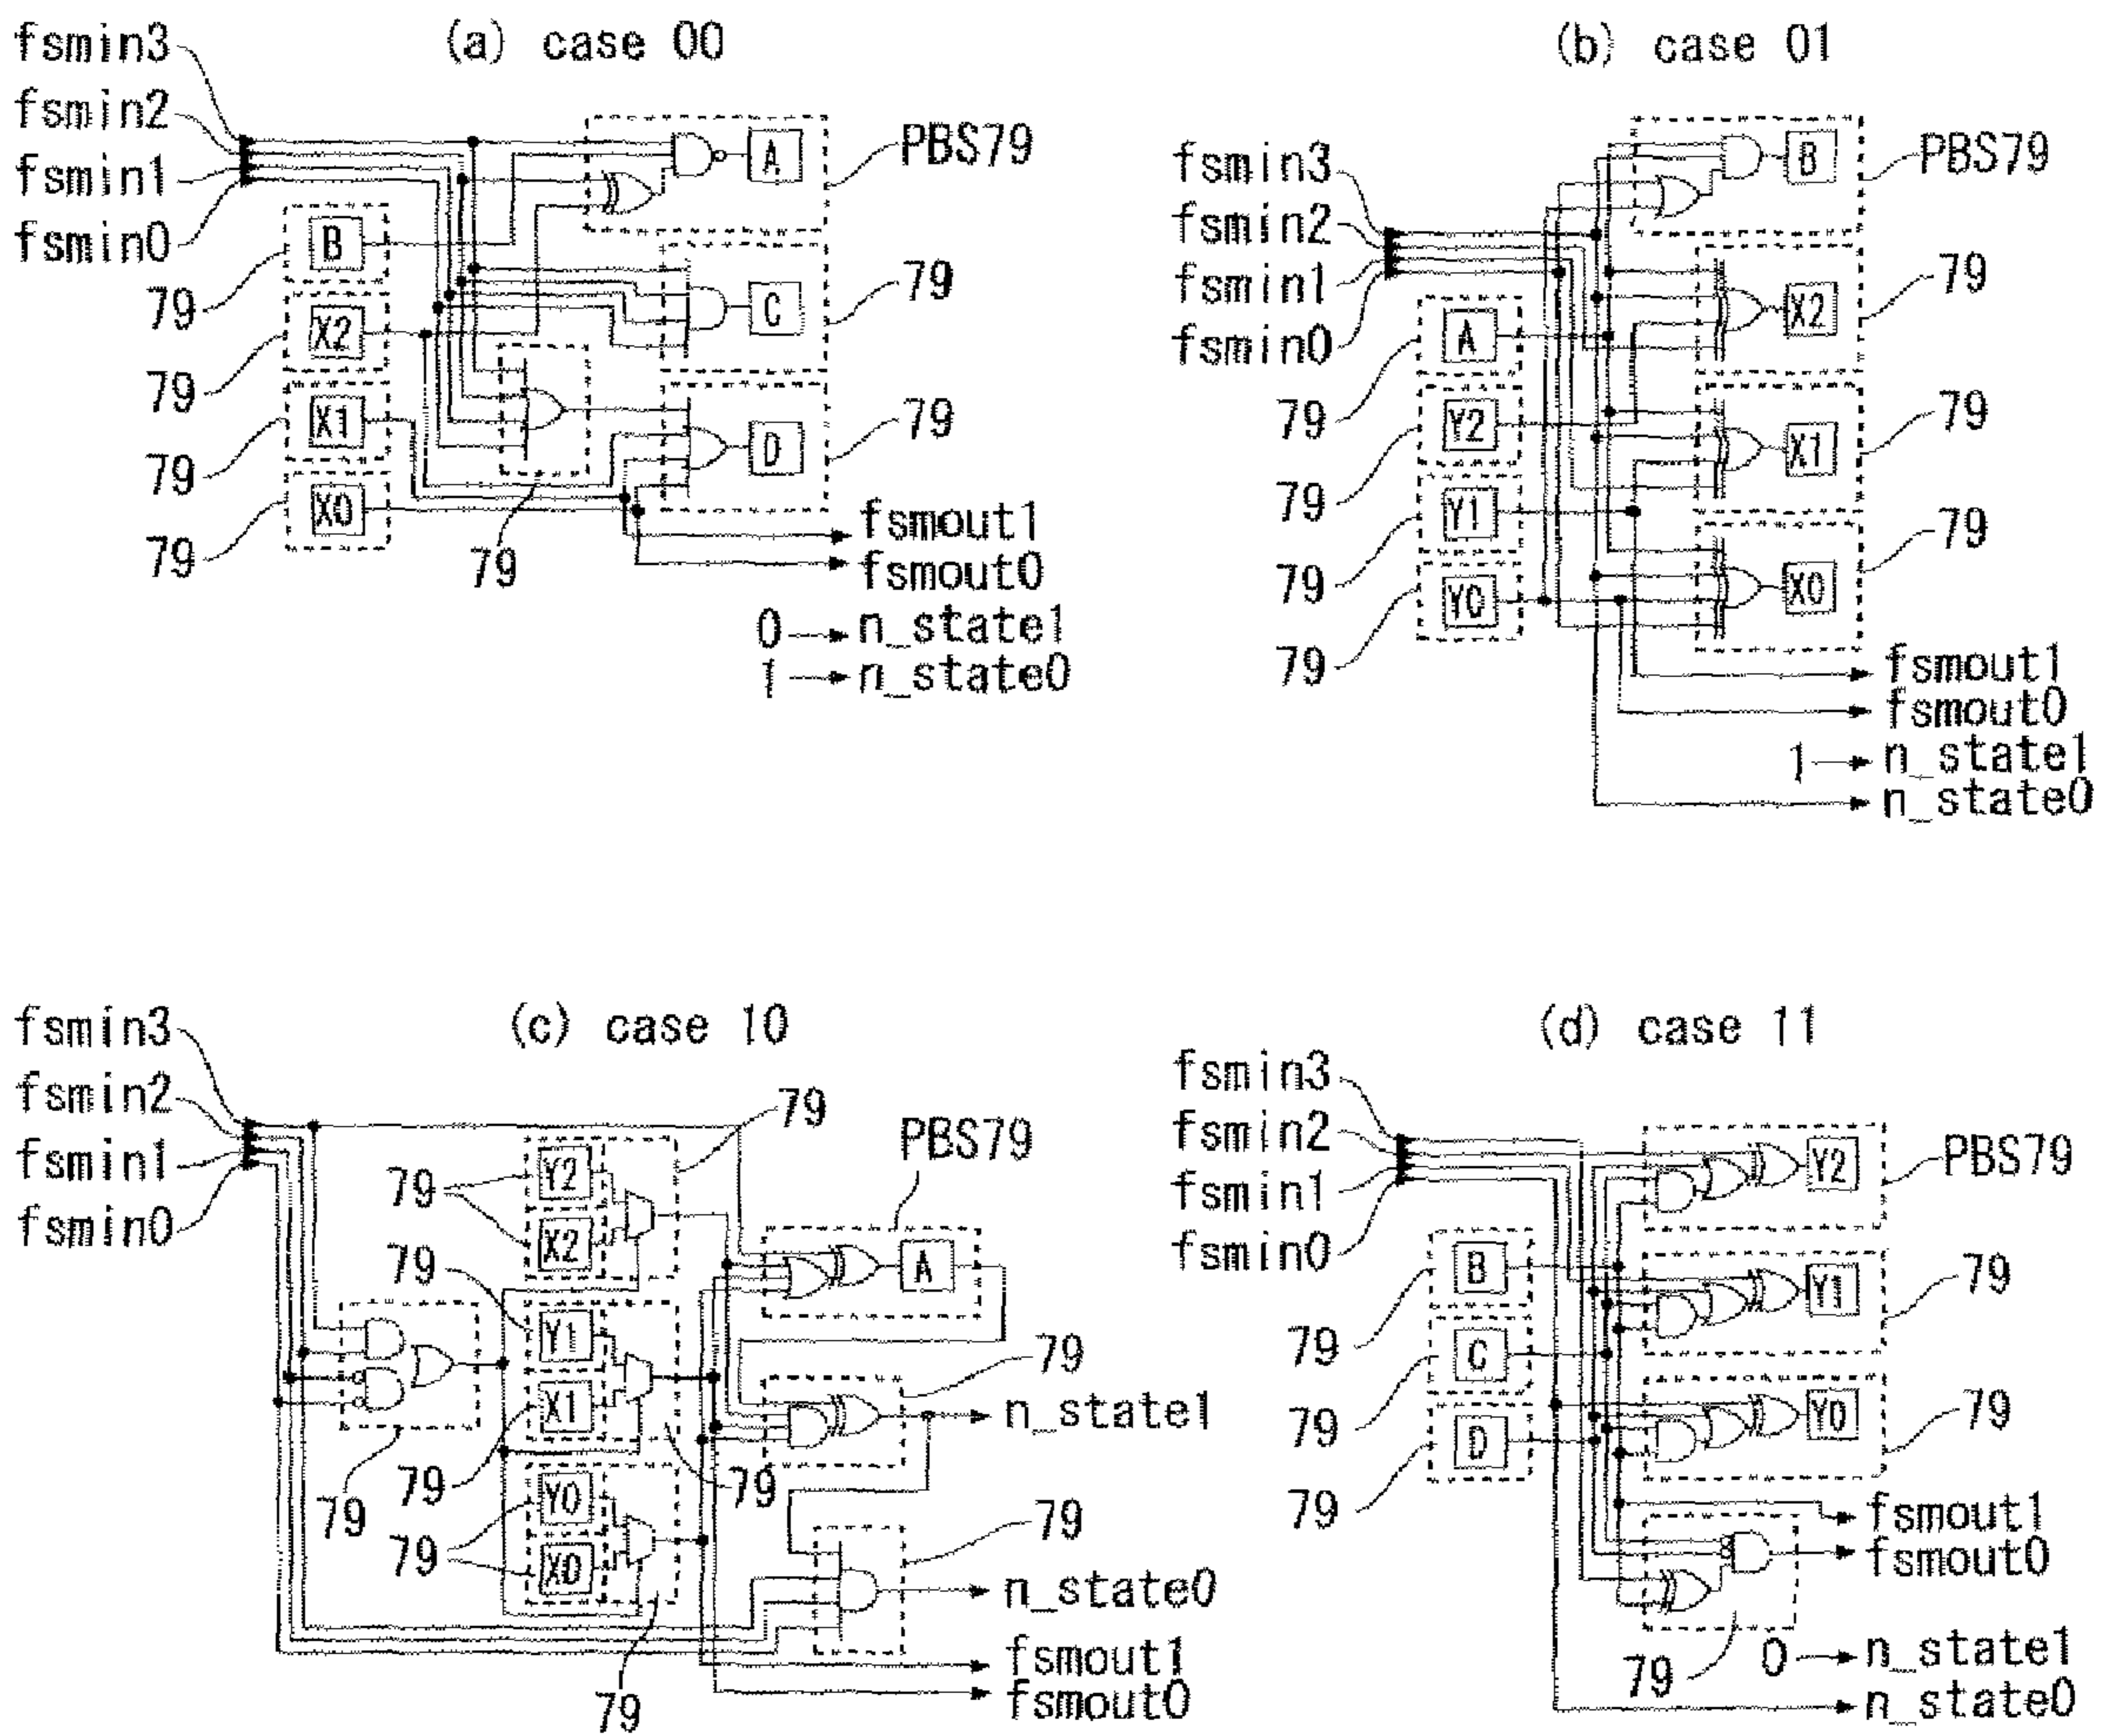 (a) case 00
fsmin3
fsmin2
fsmin1
fsmin0
PBS79
A
B
79
C
79
X2
79
X1
79
D
79
X0
79
79
fsmout1
fsmout0
0 n_state1
1 n_state0
(b) case 01
fsmin3
fsmin2
fsmin1
fsmin0
PBS79
B
X2
79
A
79
X1
79
Y2
79
Y1
79
X0
79
Y0
79
fsmout1
fsmout0
1 n_state1
n_state0
(c) case 10
fsmin3
fsmin2
fsmin1
fsmin0
79
PBS79
Y2
79
X2
A
79
Y1
79
X1
79
79
n_state1
79
Y0
79
X0
79
79
n_state0
fsmout1
fsmout0
79
(d) case 11
fsmin3
fsmin2
fsmin1
fsmin0
PBS79
Y2
B
79
Y1
79
C
79
Y0
79
D
79
fsmout1
fsmout0
79
0 n_state1
n_state0